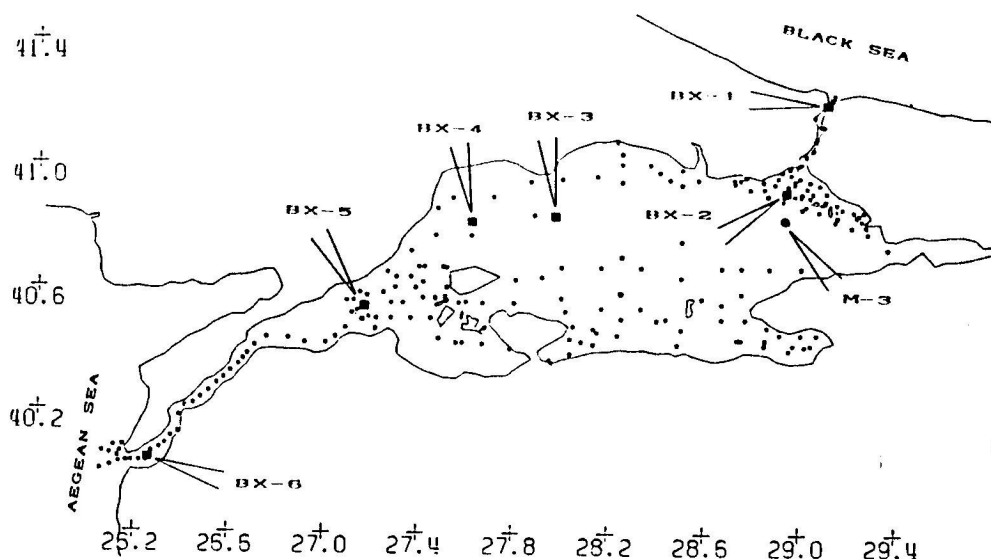 41.4
BLACK SEA
BX-1
BX-4
BX-3
41.0
BX-5
BX-2
40.6
M-3
40.2
AEGEAN SEA
BX-6
26.2 26.6 27.0 27.4 27.8 28.2 28.6 29.0 29.4